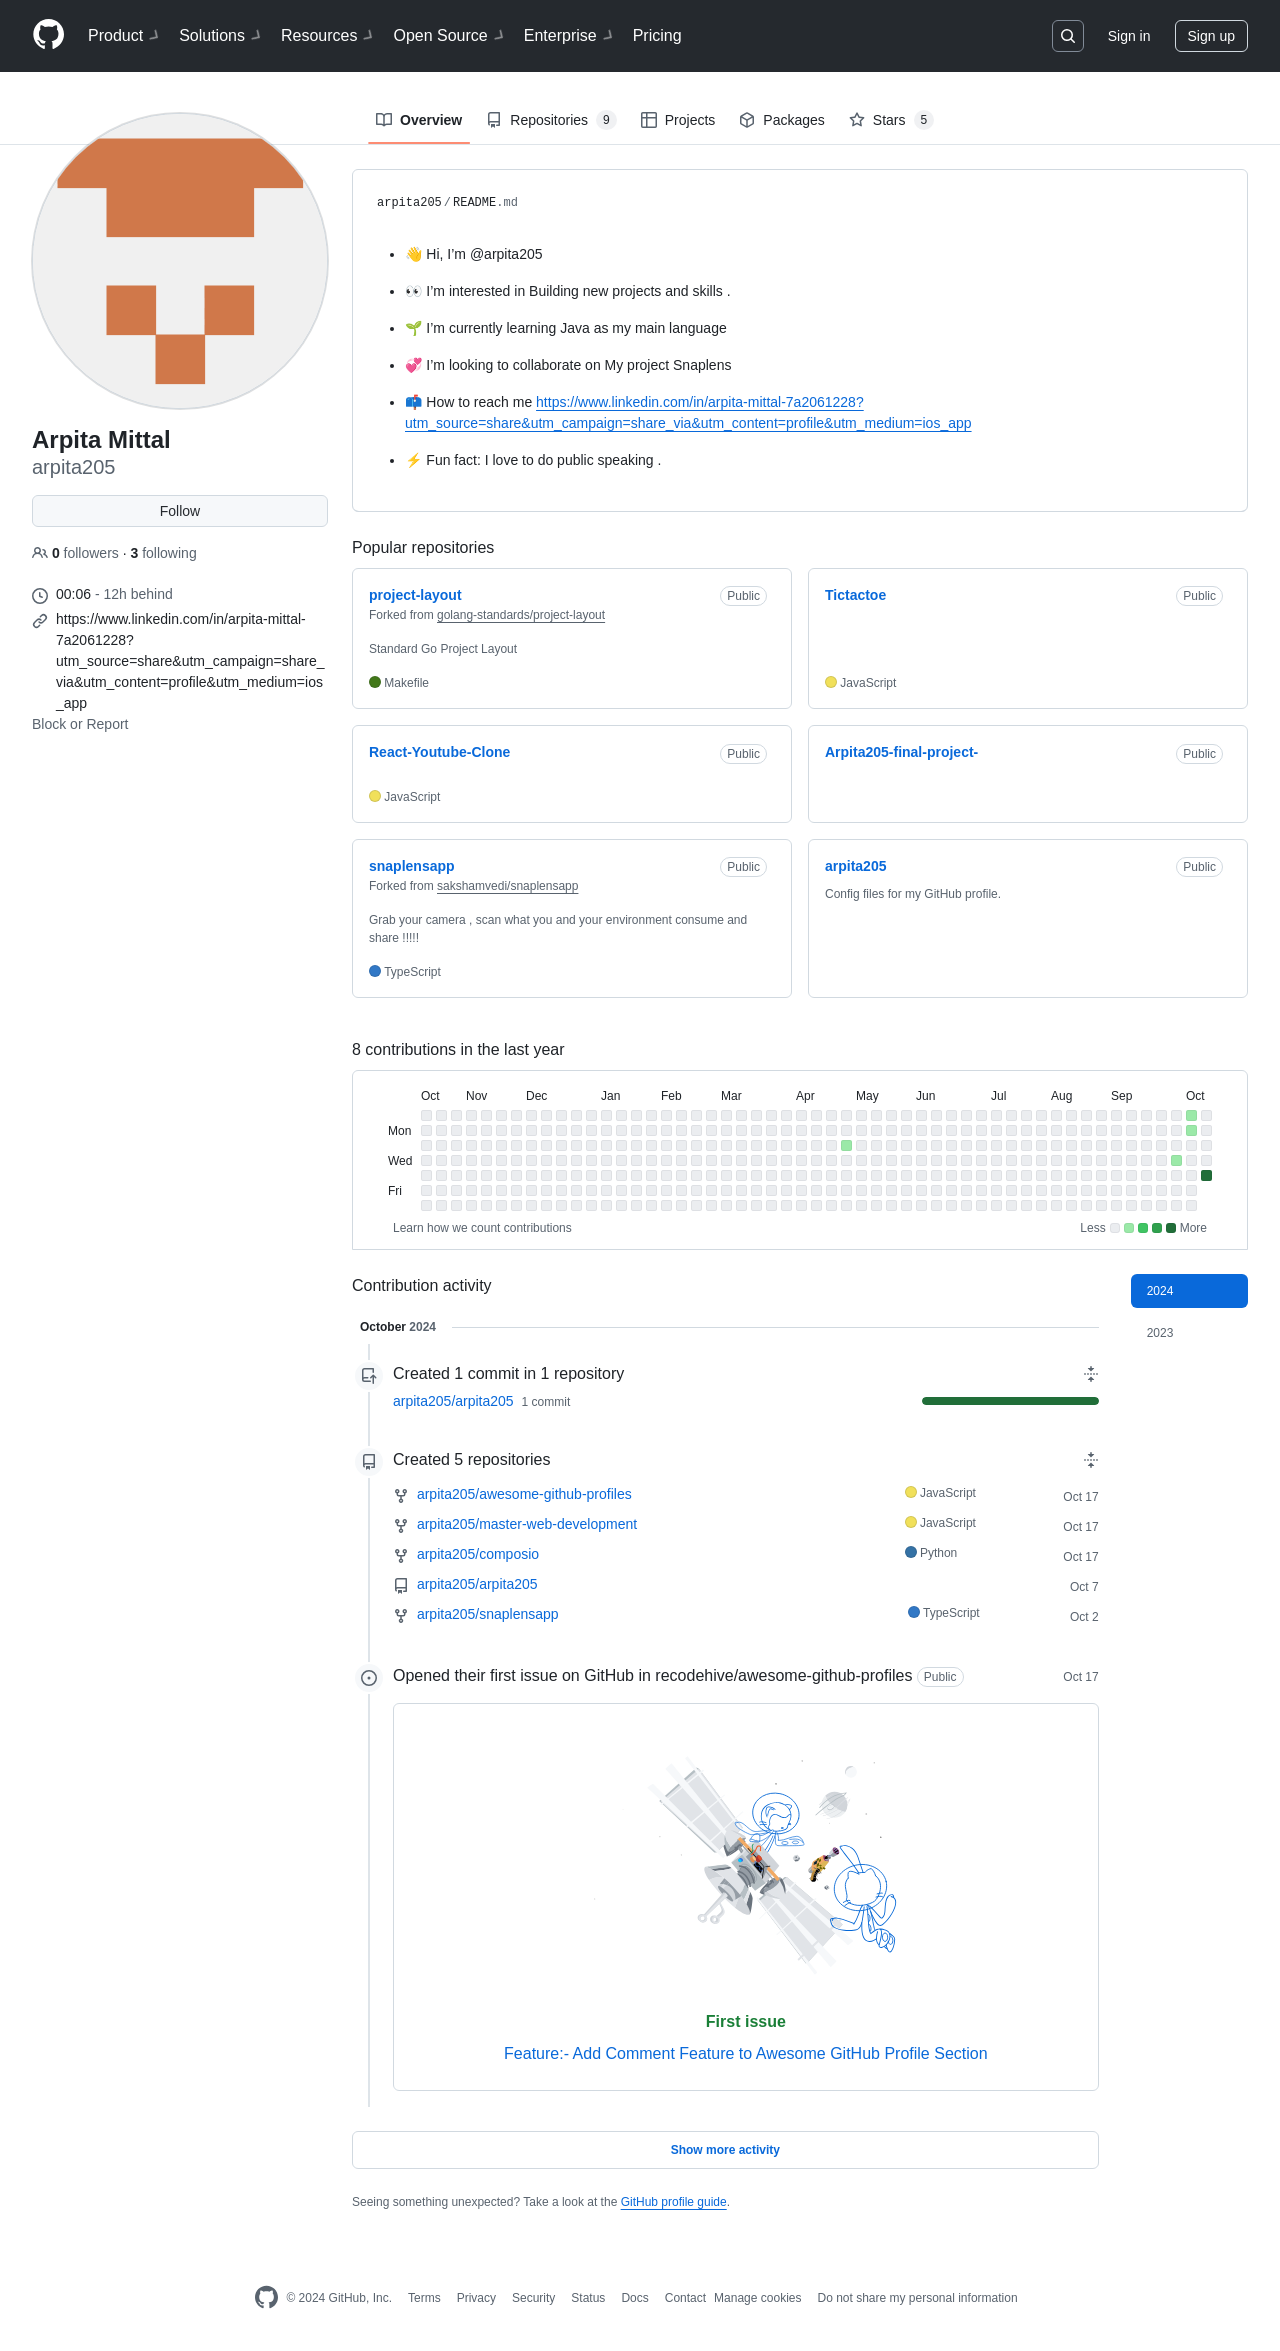 Product Solutions Resources Open Source Enterprise Pricing Sign in Sign up
Overview Repositories 9 Projects Packages Stars 5
Arpita Mittal
arpita205
Follow
0 followers · 3 following
00:06 - 12h behind
https://www.linkedin.com/in/arpita-mittal-
7a2061228?
utm_source=share&utm_campaign=share_
via&utm_content=profile&utm_medium=ios
_app
Block or Report
arpita205/README.md
👋 Hi, I’m @arpita205
👀 I’m interested in Building new projects and skills .
🌱 I’m currently learning Java as my main language
💞️ I’m looking to collaborate on My project Snaplens
📫 How to reach me https://www.linkedin.com/in/arpita-mittal-7a2061228?
utm_source=share&utm_campaign=share_via&utm_content=profile&utm_medium=ios_app
⚡ Fun fact: I love to do public speaking .
Popular repositories
project-layout Public
Forked from golang-standards/project-layout
Standard Go Project Layout
Makefile
Tictactoe Public
JavaScript
React-Youtube-Clone Public
JavaScript
Arpita205-final-project- Public
snaplensapp Public
Forked from sakshamvedi/snaplensapp
Grab your camera , scan what you and your environment consume and
share !!!!!
TypeScript
arpita205 Public
Config files for my GitHub profile.
8 contributions in the last year
Oct Nov Dec Jan Feb Mar Apr May Jun Jul Aug Sep Oct
Mon
Wed
Fri
Learn how we count contributions Less More
Contribution activity
2024
2023
October 2024
Created 1 commit in 1 repository
arpita205/arpita205 1 commit
Created 5 repositories
arpita205/awesome-github-profiles JavaScript Oct 17
arpita205/master-web-development JavaScript Oct 17
arpita205/composio Python Oct 17
arpita205/arpita205 Oct 7
arpita205/snaplensapp TypeScript Oct 2
Opened their first issue on GitHub in recodehive/awesome-github-profiles Public Oct 17
First issue
Feature:- Add Comment Feature to Awesome GitHub Profile Section
Show more activity
Seeing something unexpected? Take a look at the GitHub profile guide.
© 2024 GitHub, Inc. Terms Privacy Security Status Docs Contact Manage cookies Do not share my personal information